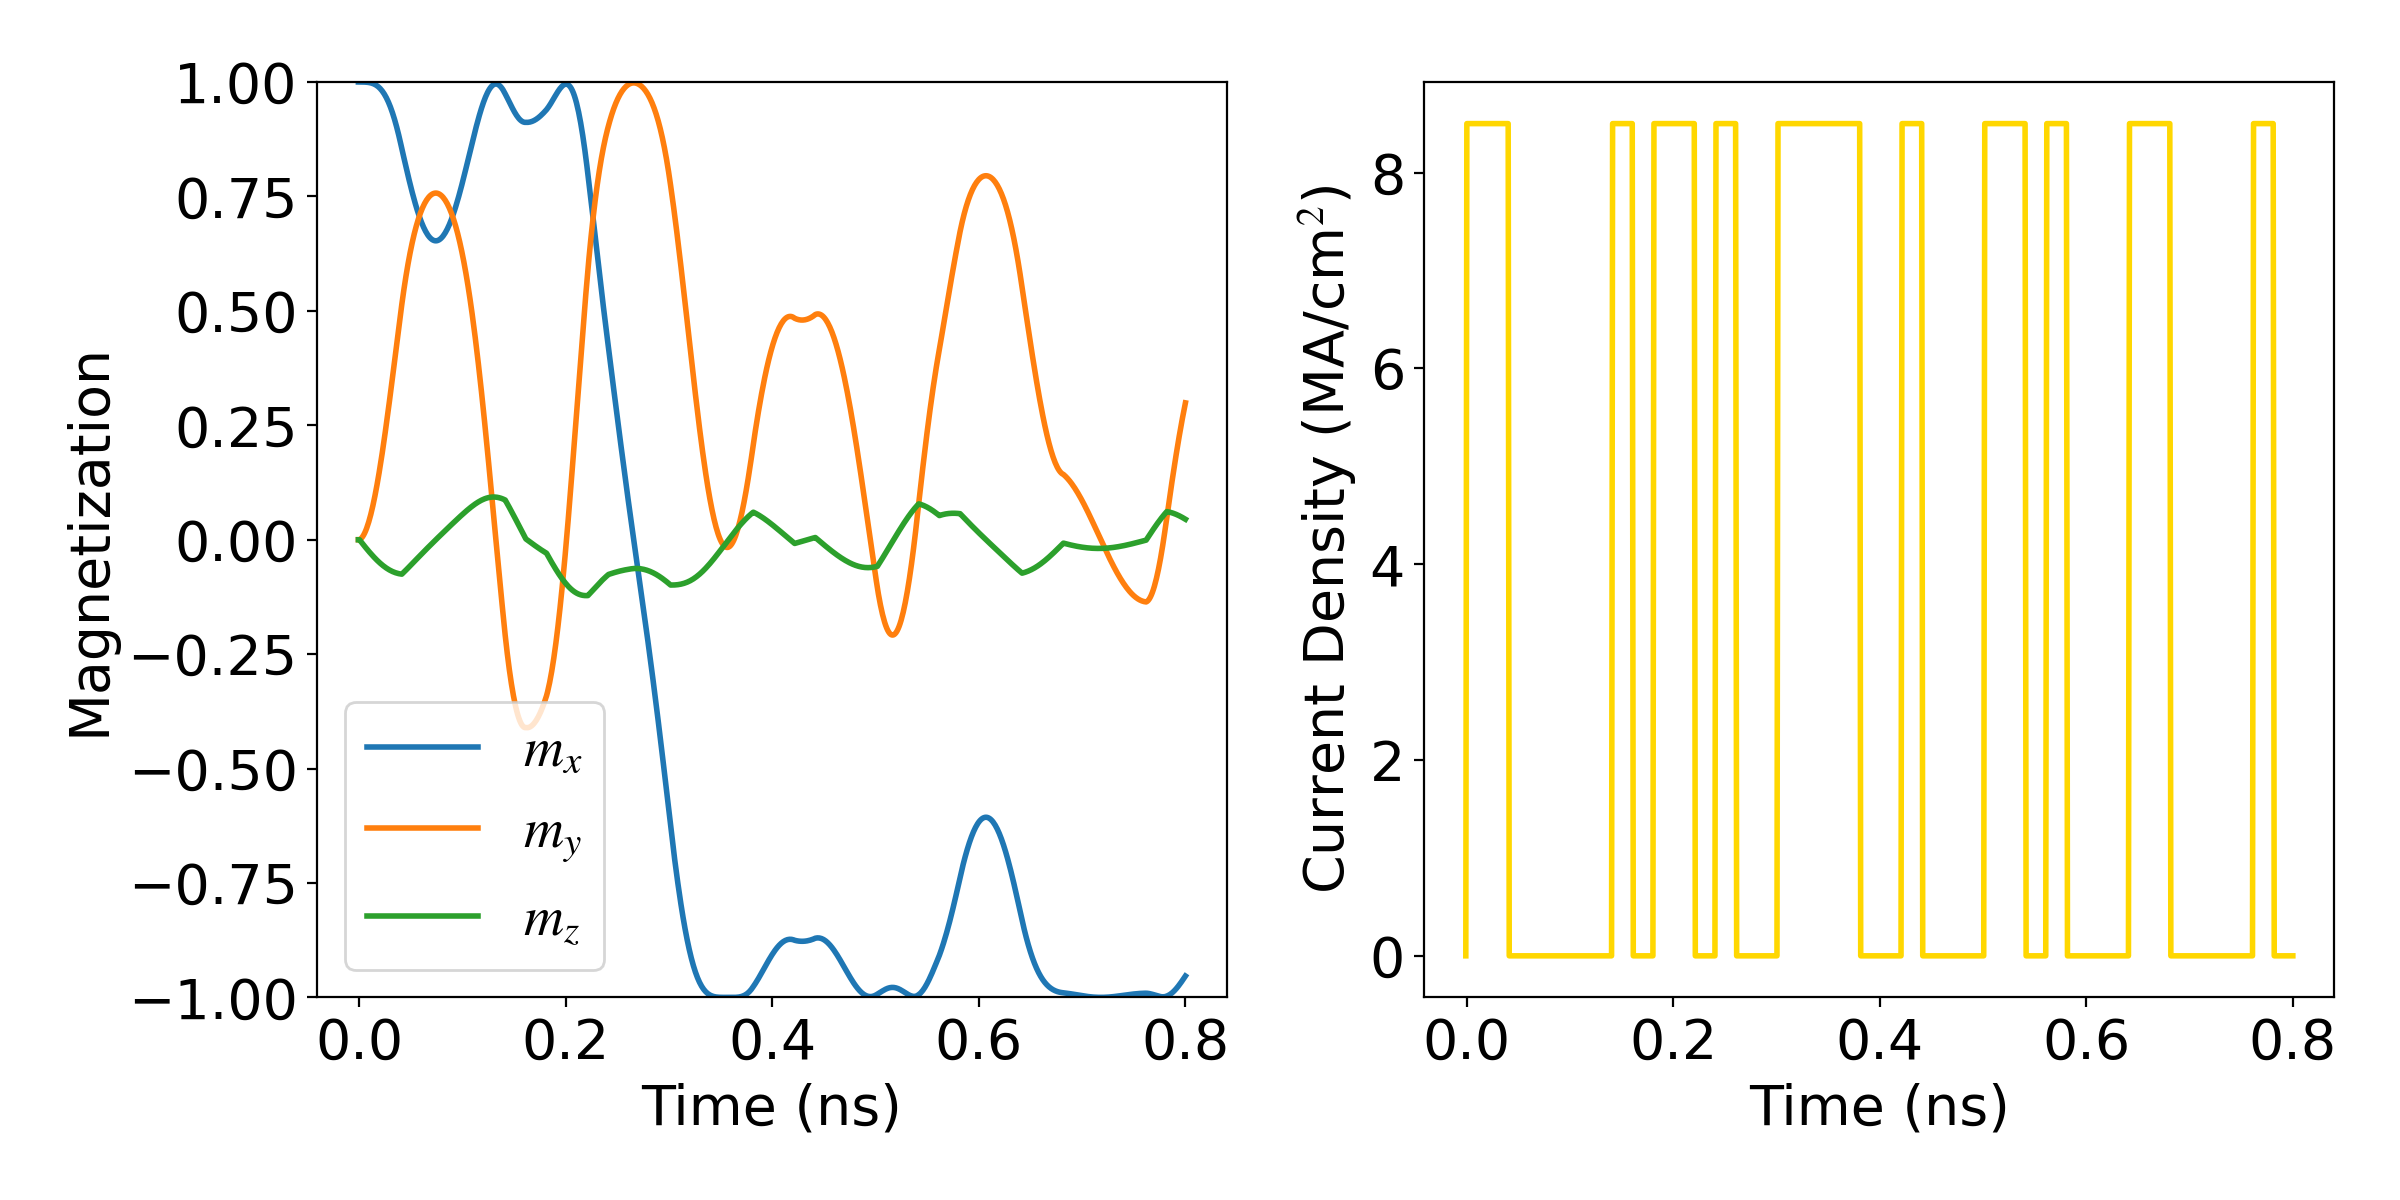 1.00
0.75
0.50
0.25
0.00
−0.25
−0.50
−0.75
−1.00
Magnetization
m_x
m_y
m_z
0.0 0.2 0.4 0.6 0.8
Time (ns)
8
6
4
2
0
Current Density (MA/cm²)
0.0 0.2 0.4 0.6 0.8
Time (ns)